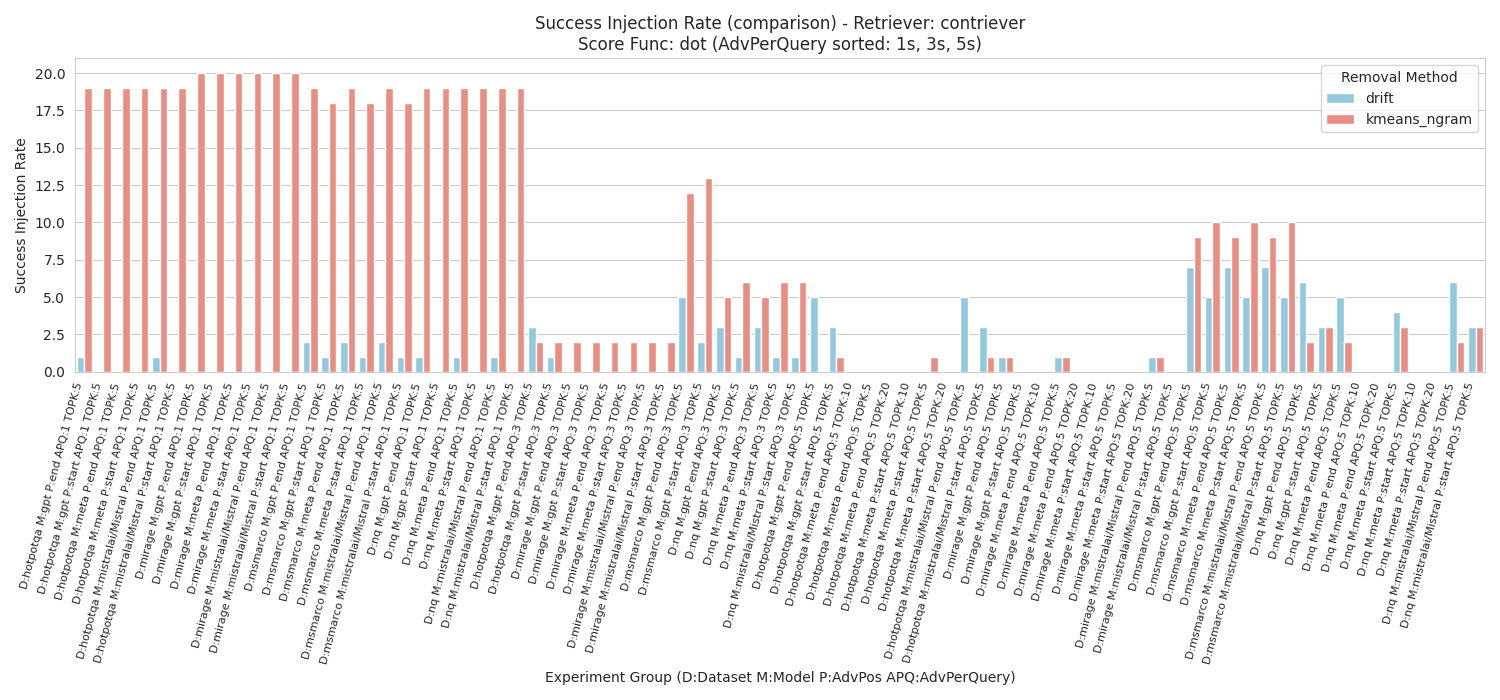 Success Injection Rate (comparison) - Retriever: contriever
Score Func: dot (AdvPerQuery sorted: 1s, 3s, 5s)
Removal Method
drift
kmeans_ngram
Success Injection Rate
20.0
17.5
15.0
12.5
10.0
7.5
5.0
2.5
0.0
D:hotpotqa M:gpt P:end APQ:1 TOPK:5
D:hotpotqa M:gpt P:start APQ:1 TOPK:5
D:hotpotqa M:meta P:end APQ:1 TOPK:5
D:hotpotqa M:meta P:start APQ:1 TOPK:5
D:hotpotqa M:mistralai/Mistral P:end APQ:1 TOPK:5
D:hotpotqa M:mistralai/Mistral P:start APQ:1 TOPK:5
D:mirage M:gpt P:end APQ:1 TOPK:5
D:mirage M:gpt P:start APQ:1 TOPK:5
D:mirage M:meta P:end APQ:1 TOPK:5
D:mirage M:meta P:start APQ:1 TOPK:5
D:mirage M:mistralai/Mistral P:end APQ:1 TOPK:5
D:mirage M:mistralai/Mistral P:start APQ:1 TOPK:5
D:msmarco M:gpt P:end APQ:1 TOPK:5
D:msmarco M:gpt P:start APQ:1 TOPK:5
D:msmarco M:meta P:end APQ:1 TOPK:5
D:msmarco M:meta P:start APQ:1 TOPK:5
D:msmarco M:mistralai/Mistral P:end APQ:1 TOPK:5
D:msmarco M:mistralai/Mistral P:start APQ:1 TOPK:5
D:nq M:gpt P:end APQ:1 TOPK:5
D:nq M:gpt P:start APQ:1 TOPK:5
D:nq M:meta P:end APQ:1 TOPK:5
D:nq M:meta P:start APQ:1 TOPK:5
D:nq M:mistralai/Mistral P:end APQ:1 TOPK:5
D:nq M:mistralai/Mistral P:start APQ:1 TOPK:5
D:hotpotqa M:gpt P:end APQ:3 TOPK:5
D:hotpotqa M:gpt P:start APQ:3 TOPK:5
D:mirage M:gpt P:end APQ:3 TOPK:5
D:mirage M:gpt P:start APQ:3 TOPK:5
D:mirage M:meta P:end APQ:3 TOPK:5
D:mirage M:meta P:start APQ:3 TOPK:5
D:mirage M:mistralai/Mistral P:end APQ:3 TOPK:5
D:mirage M:mistralai/Mistral P:start APQ:3 TOPK:5
D:msmarco M:gpt P:end APQ:3 TOPK:5
D:msmarco M:gpt P:start APQ:3 TOPK:5
D:nq M:gpt P:end APQ:3 TOPK:5
D:nq M:gpt P:start APQ:3 TOPK:5
D:nq M:meta P:end APQ:3 TOPK:5
D:nq M:meta P:start APQ:3 TOPK:5
D:nq M:mistralai/Mistral P:start APQ:3 TOPK:5
D:hotpotqa M:gpt P:end APQ:5 TOPK:5
D:hotpotqa M:gpt P:start APQ:5 TOPK:5
D:hotpotqa M:meta P:end APQ:5 TOPK:10
D:hotpotqa M:meta P:end APQ:5 TOPK:5
D:hotpotqa M:meta P:end APQ:5 TOPK:20
D:hotpotqa M:meta P:start APQ:5 TOPK:10
D:hotpotqa M:meta P:start APQ:5 TOPK:5
D:hotpotqa M:meta P:start APQ:5 TOPK:20
D:hotpotqa M:mistralai/Mistral P:end APQ:5 TOPK:5
D:hotpotqa M:mistralai/Mistral P:start APQ:5 TOPK:5
D:mirage M:gpt P:end APQ:5 TOPK:5
D:mirage M:gpt P:start APQ:5 TOPK:5
D:mirage M:meta P:end APQ:5 TOPK:10
D:mirage M:meta P:end APQ:5 TOPK:5
D:mirage M:meta P:end APQ:5 TOPK:20
D:mirage M:meta P:start APQ:5 TOPK:10
D:mirage M:meta P:start APQ:5 TOPK:5
D:mirage M:meta P:start APQ:5 TOPK:20
D:mirage M:mistralai/Mistral P:end APQ:5 TOPK:5
D:mirage M:mistralai/Mistral P:start APQ:5 TOPK:5
D:msmarco M:gpt P:end APQ:5 TOPK:5
D:msmarco M:gpt P:start APQ:5 TOPK:5
D:msmarco M:meta P:end APQ:5 TOPK:5
D:msmarco M:meta P:start APQ:5 TOPK:5
D:msmarco M:mistralai/Mistral P:end APQ:5 TOPK:5
D:msmarco M:mistralai/Mistral P:start APQ:5 TOPK:5
D:nq M:gpt P:end APQ:5 TOPK:5
D:nq M:gpt P:start APQ:5 TOPK:5
D:nq M:meta P:end APQ:5 TOPK:5
D:nq M:meta P:end APQ:5 TOPK:10
D:nq M:meta P:end APQ:5 TOPK:20
D:nq M:meta P:start APQ:5 TOPK:5
D:nq M:meta P:start APQ:5 TOPK:10
D:nq M:meta P:start APQ:5 TOPK:20
D:nq M:mistralai/Mistral P:end APQ:5 TOPK:5
D:nq M:mistralai/Mistral P:start APQ:5 TOPK:5
Experiment Group (D:Dataset M:Model P:AdvPos APQ:AdvPerQuery)